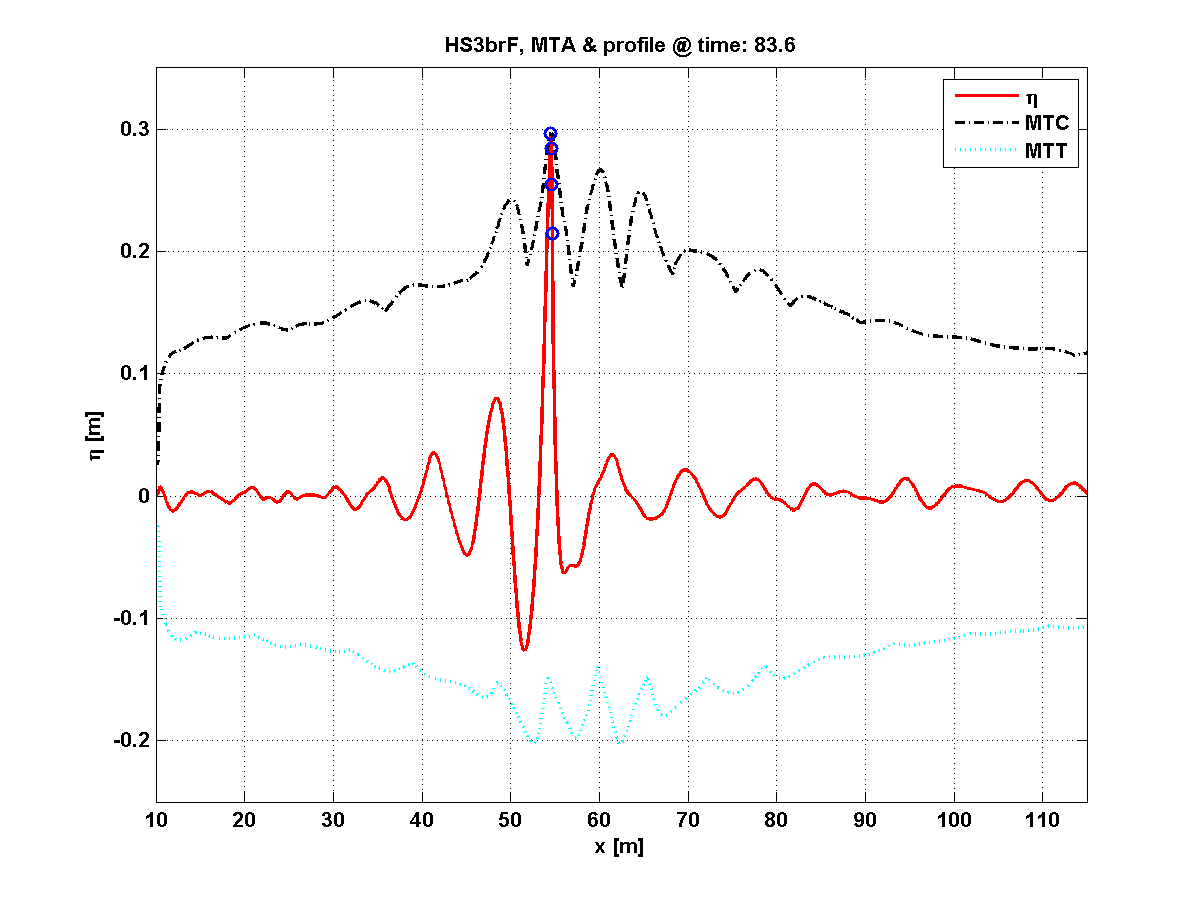 HS3brF, MTA & profile @ time: 83.6
η
MTC
MTT
0.3
0.2
0.1
0
-0.1
-0.2
η [m]
10 20 30 40 50 60 70 80 90 100 110
x [m]